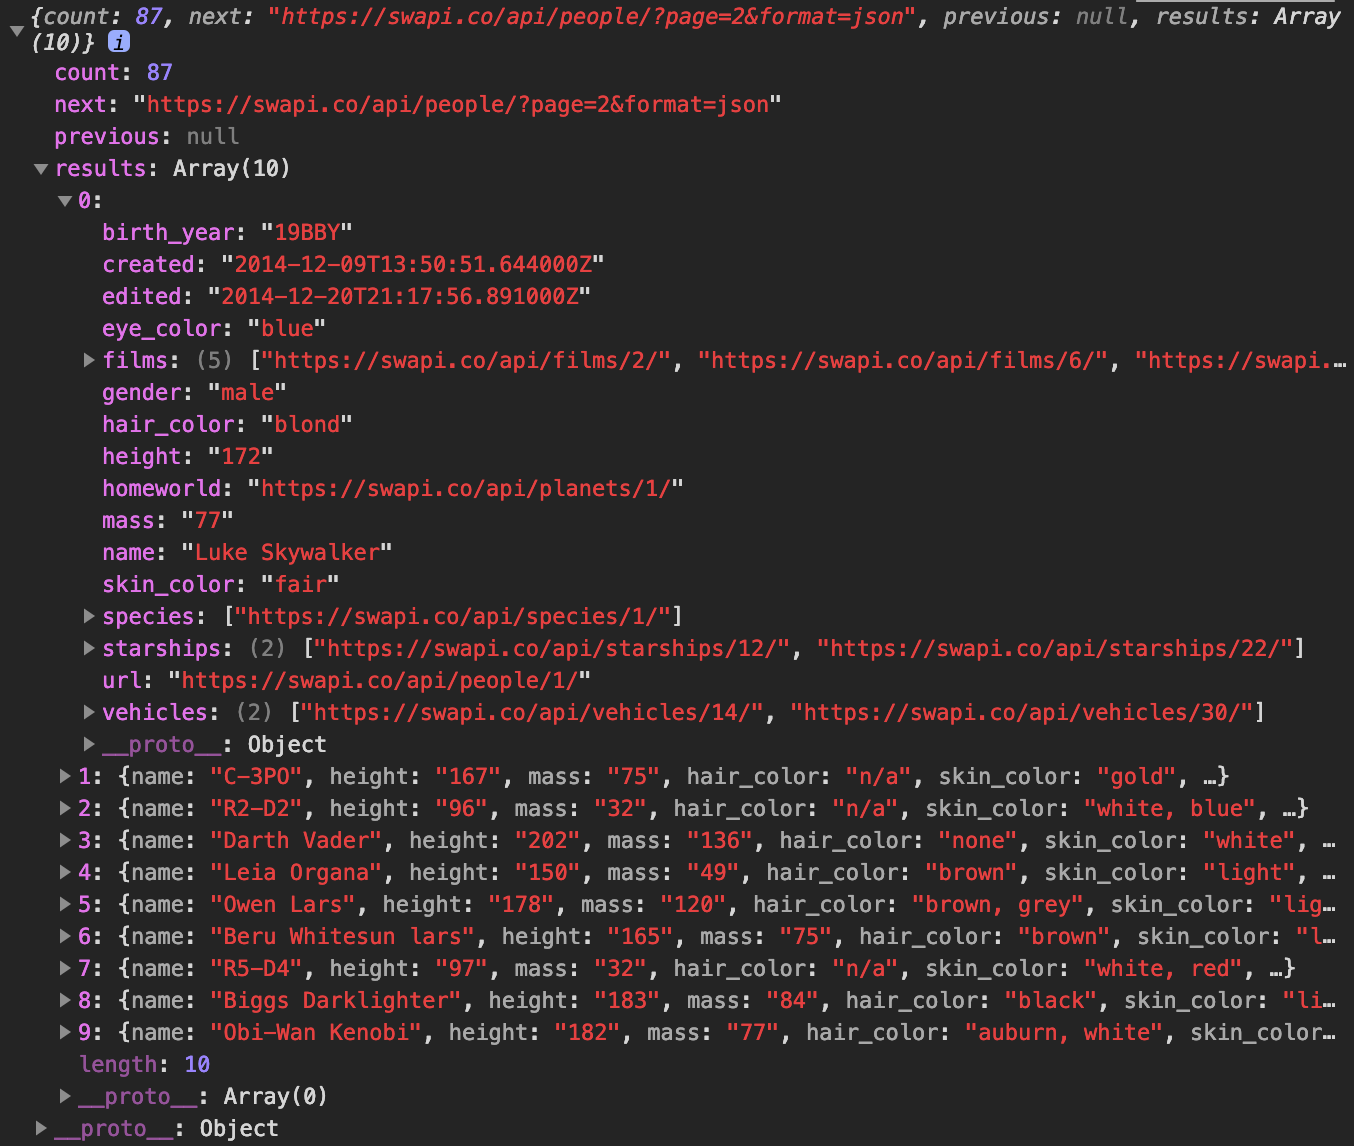 {count: 87, next: "https://swapi.co/api/people/?page=2&format=json", previous: null, results: Array
(10)} i
count: 87
next: "https://swapi.co/api/people/?page=2&format=json"
previous: null
results: Array(10)
0:
birth_year: "19BBY"
created: "2014-12-09T13:50:51.644000Z"
edited: "2014-12-20T21:17:56.891000Z"
eye_color: "blue"
films: (5) ["https://swapi.co/api/films/2/", "https://swapi.co/api/films/6/", "https://swapi.…
gender: "male"
hair_color: "blond"
height: "172"
homeworld: "https://swapi.co/api/planets/1/"
mass: "77"
name: "Luke Skywalker"
skin_color: "fair"
species: ["https://swapi.co/api/species/1/"]
starships: (2) ["https://swapi.co/api/starships/12/", "https://swapi.co/api/starships/22/"]
url: "https://swapi.co/api/people/1/"
vehicles: (2) ["https://swapi.co/api/vehicles/14/", "https://swapi.co/api/vehicles/30/"]
__proto__: Object
1: {name: "C-3PO", height: "167", mass: "75", hair_color: "n/a", skin_color: "gold", …}
2: {name: "R2-D2", height: "96", mass: "32", hair_color: "n/a", skin_color: "white, blue", …}
3: {name: "Darth Vader", height: "202", mass: "136", hair_color: "none", skin_color: "white", …
4: {name: "Leia Organa", height: "150", mass: "49", hair_color: "brown", skin_color: "light", …
5: {name: "Owen Lars", height: "178", mass: "120", hair_color: "brown, grey", skin_color: "lig…
6: {name: "Beru Whitesun lars", height: "165", mass: "75", hair_color: "brown", skin_color: "l…
7: {name: "R5-D4", height: "97", mass: "32", hair_color: "n/a", skin_color: "white, red", …}
8: {name: "Biggs Darklighter", height: "183", mass: "84", hair_color: "black", skin_color: "li…
9: {name: "Obi-Wan Kenobi", height: "182", mass: "77", hair_color: "auburn, white", skin_color…
length: 10
__proto__: Array(0)
__proto__: Object